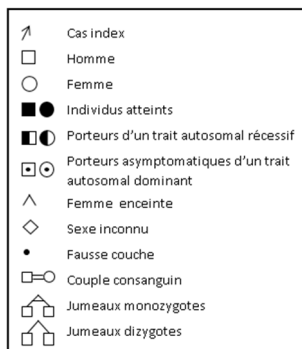 Cas index
Homme
Femme
Individus atteints
Porteurs d'un trait autosomal récessif
Porteurs asymptomatiques d'un trait
autosomal dominant
Femme enceinte
Sexe inconnu
Fausse couche
Couple consanguin
Jumeaux monozygotes
Jumeaux dizygotes